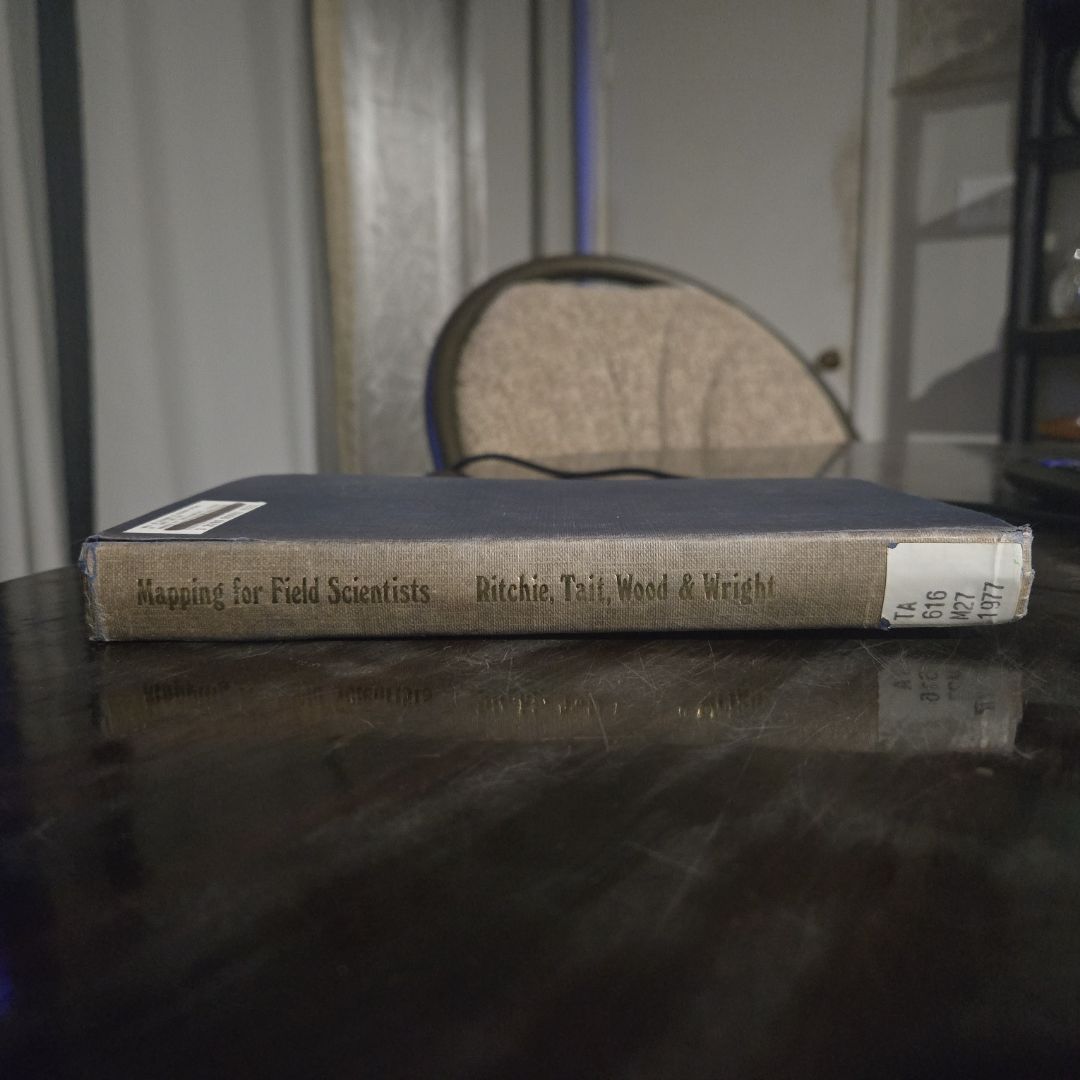 Mapping for Field Scientists Ritchie, Tait, Wood & Wright
TA
616
M27
1977